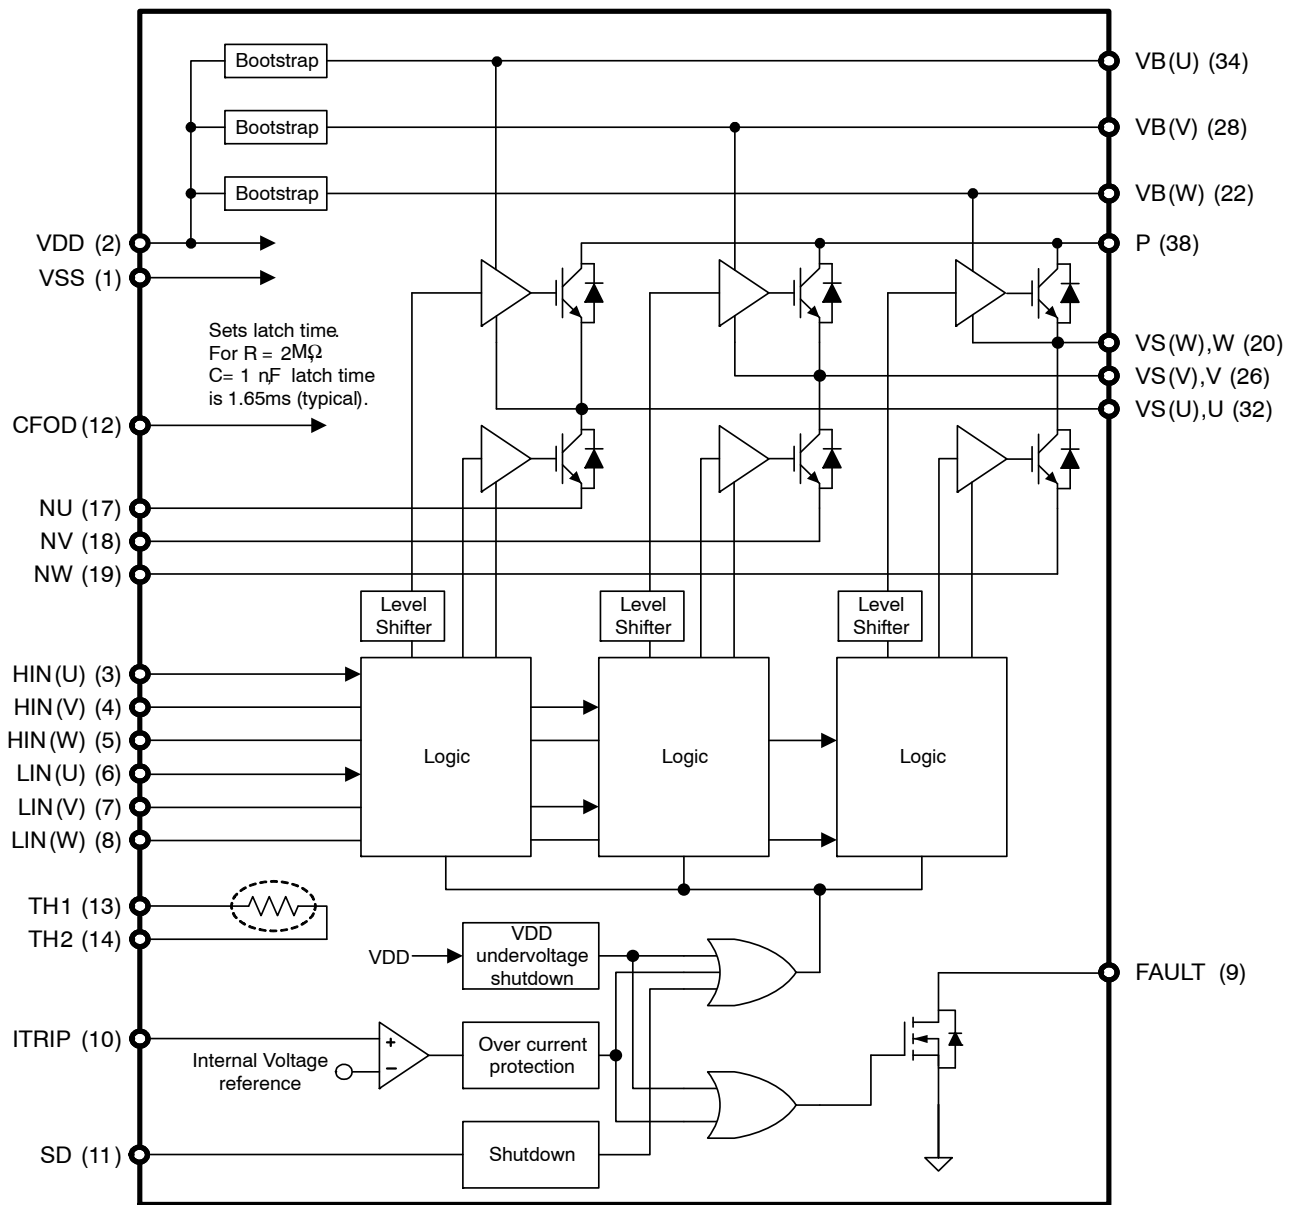 Bootstrap
VB(U) (34)
Bootstrap
VB(V) (28)
Bootstrap
VB(W) (22)
VDD (2)
P (38)
VSS (1)
Sets latch time.
For R = 2MΩ
C= 1 nF latch time
is 1.65ms (typical).
VS(W),W (20)
VS(V),V (26)
VS(U),U (32)
CFOD (12)
NU (17)
NV (18)
NW (19)
Level
Shifter
Level
Shifter
Level
Shifter
HIN(U) (3)
HIN(V) (4)
HIN(W) (5)
LIN(U) (6)
LIN(V) (7)
LIN(W) (8)
Logic
Logic
Logic
TH1 (13)
TH2 (14)
VDD
VDD
undervoltage
shutdown
FAULT (9)
ITRIP (10)
+
−
Internal Voltage
reference
Over current
protection
SD (11)
Shutdown